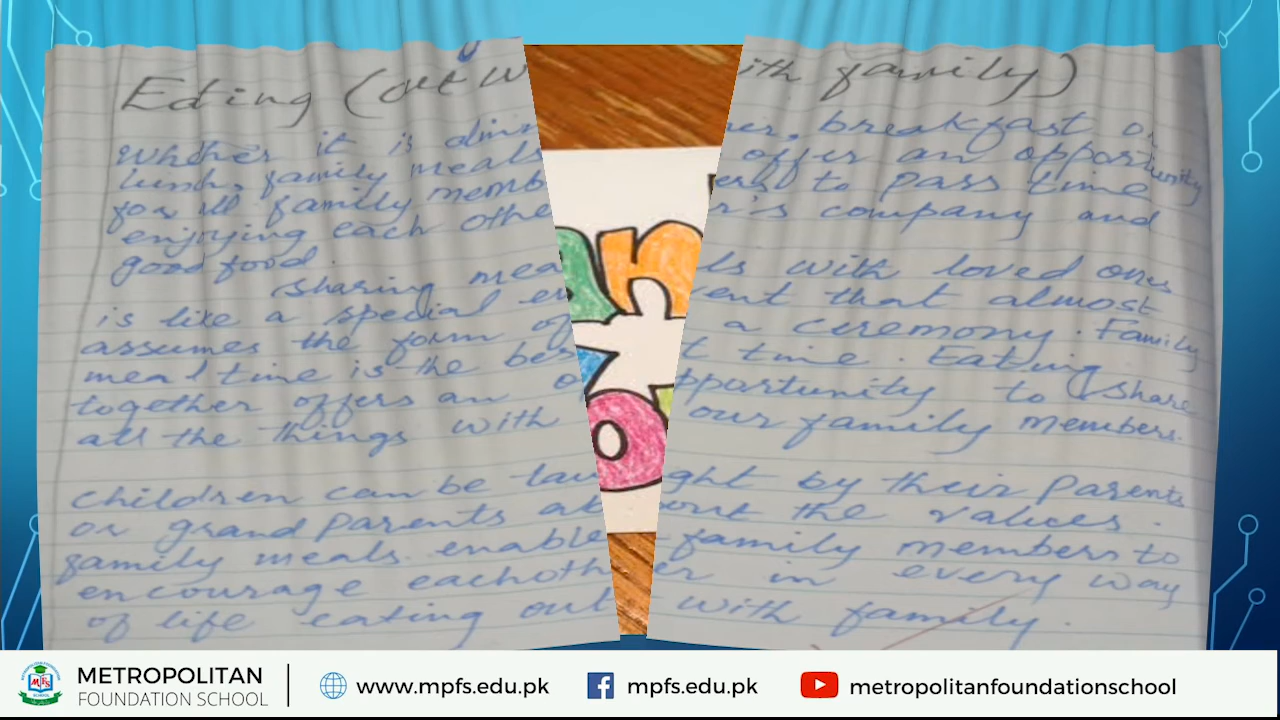 Eating (out with family)
Whether it is dinner, breakfast or
lunch, family meals offer an opportunity
for all family members to pass time
enjoying each other's company and
good food.
Sharing meals with loved ones
is like a special event that almost
assumes the form of a ceremony. Family
meal time is the best time. Eating
together offers an opportunity to share
all the things with our family members.
Children can be taught by their Parents
or grand parents about the values.
family meals enable family members to
encourage eachother in every way
of life eating out with family.
METROPOLITAN
FOUNDATION SCHOOL
www.mpfs.edu.pk
mpfs.edu.pk
metropolitanfoundationschool